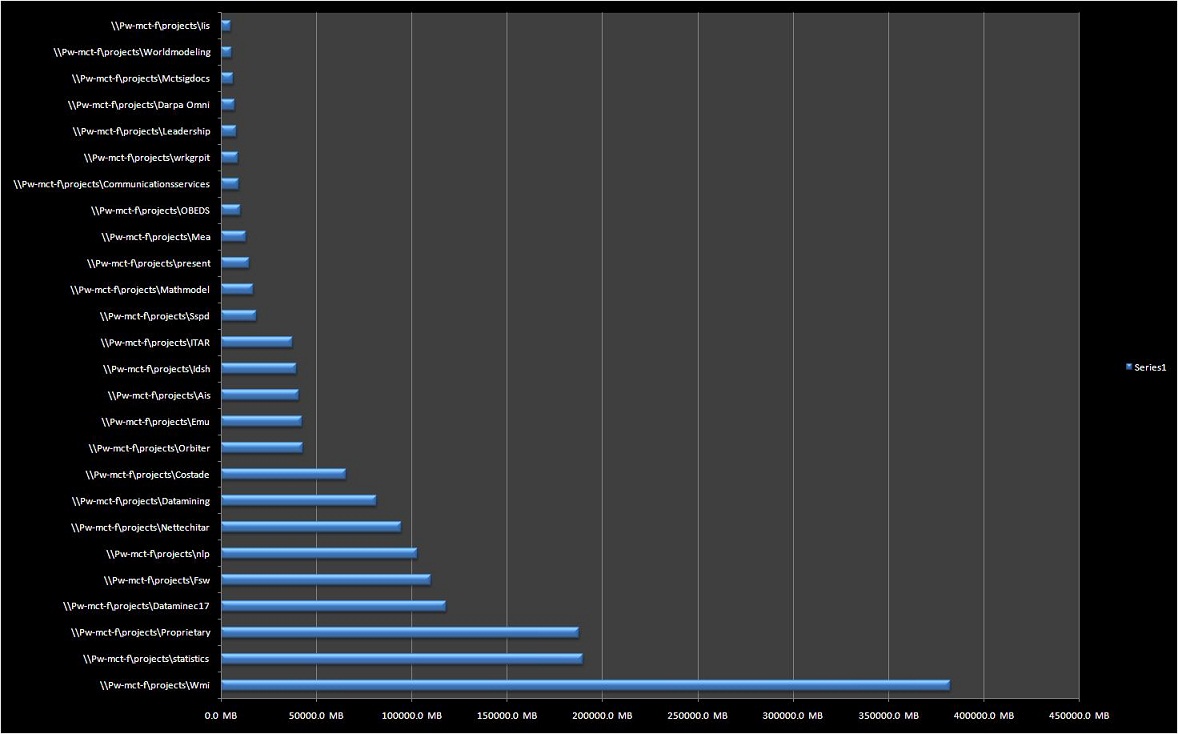 \\Pw-mct-f\projects\lis
\\Pw-mct-f\projects\Worldmodeling
\\Pw-mct-f\projects\Mctsigdocs
\\Pw-mct-f\projects\Darpa Omni
\\Pw-mct-f\projects\Leadership
\\Pw-mct-f\projects\wrkgrpit
\\Pw-mct-f\projects\Communicationsservices
\\Pw-mct-f\projects\OBEDS
\\Pw-mct-f\projects\Mea
\\Pw-mct-f\projects\present
\\Pw-mct-f\projects\Mathmodel
\\Pw-mct-f\projects\Sspd
\\Pw-mct-f\projects\ITAR
\\Pw-mct-f\projects\Idsh
\\Pw-mct-f\projects\Ais
\\Pw-mct-f\projects\Emu
\\Pw-mct-f\projects\Orbiter
\\Pw-mct-f\projects\Costade
\\Pw-mct-f\projects\Datamining
\\Pw-mct-f\projects\Nettechitar
\\Pw-mct-f\projects\nlp
\\Pw-mct-f\projects\Fsw
\\Pw-mct-f\projects\Dataminec17
\\Pw-mct-f\projects\Proprietary
\\Pw-mct-f\projects\statistics
\\Pw-mct-f\projects\Wmi
0.0 MB 50000.0 MB 100000.0 MB 150000.0 MB 200000.0 MB 250000.0 MB 300000.0 MB 350000.0 MB 400000.0 MB 450000.0 MB
Series1